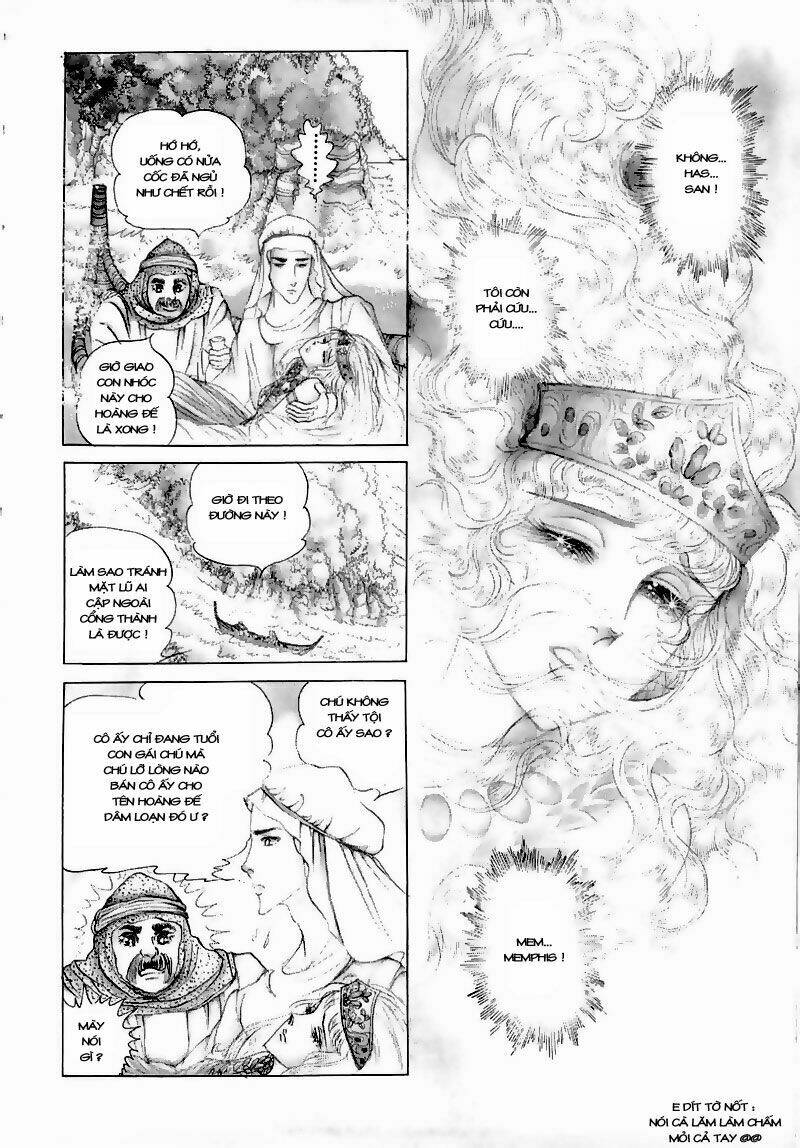 KHÔNG...
HAS...
SAN !
TÔI CÒN
PHẢI CỨU...
CỨU....
MEM...
MEMPHIS !
HỚ HỚ,
UỐNG CÓ NỬA
CỐC ĐÃ NGỦ
NHƯ CHẾT RỒI !
........
GIỜ GIAO
CON NHÓC
NÀY CHO
HOÀNG ĐẾ
LÀ XONG !
GIỜ ĐI THEO
ĐƯỜNG NÀY !
LÀM SAO TRÁNH
MẶT LŨ AI
CẬP NGOÀI
CỔNG THÀNH
LÀ ĐƯỢC !
CHÚ KHÔNG
THẤY TỘI
CÔ ẤY SAO ?
CÔ ẤY CHỈ ĐANG TUỔI
CON GÁI CHÚ MÀ
CHÚ LỠ LÒNG NÀO
BÁN CÔ ẤY CHO
TÊN HOÀNG ĐẾ
DÂM LOẠN ĐÓ Ư ?
MÀY
NÓI
GÌ ?
E DÍT TỜ NỐT :
NÓI CÀ LĂM LÀM CHẤM
MỎI CẢ TAY @@